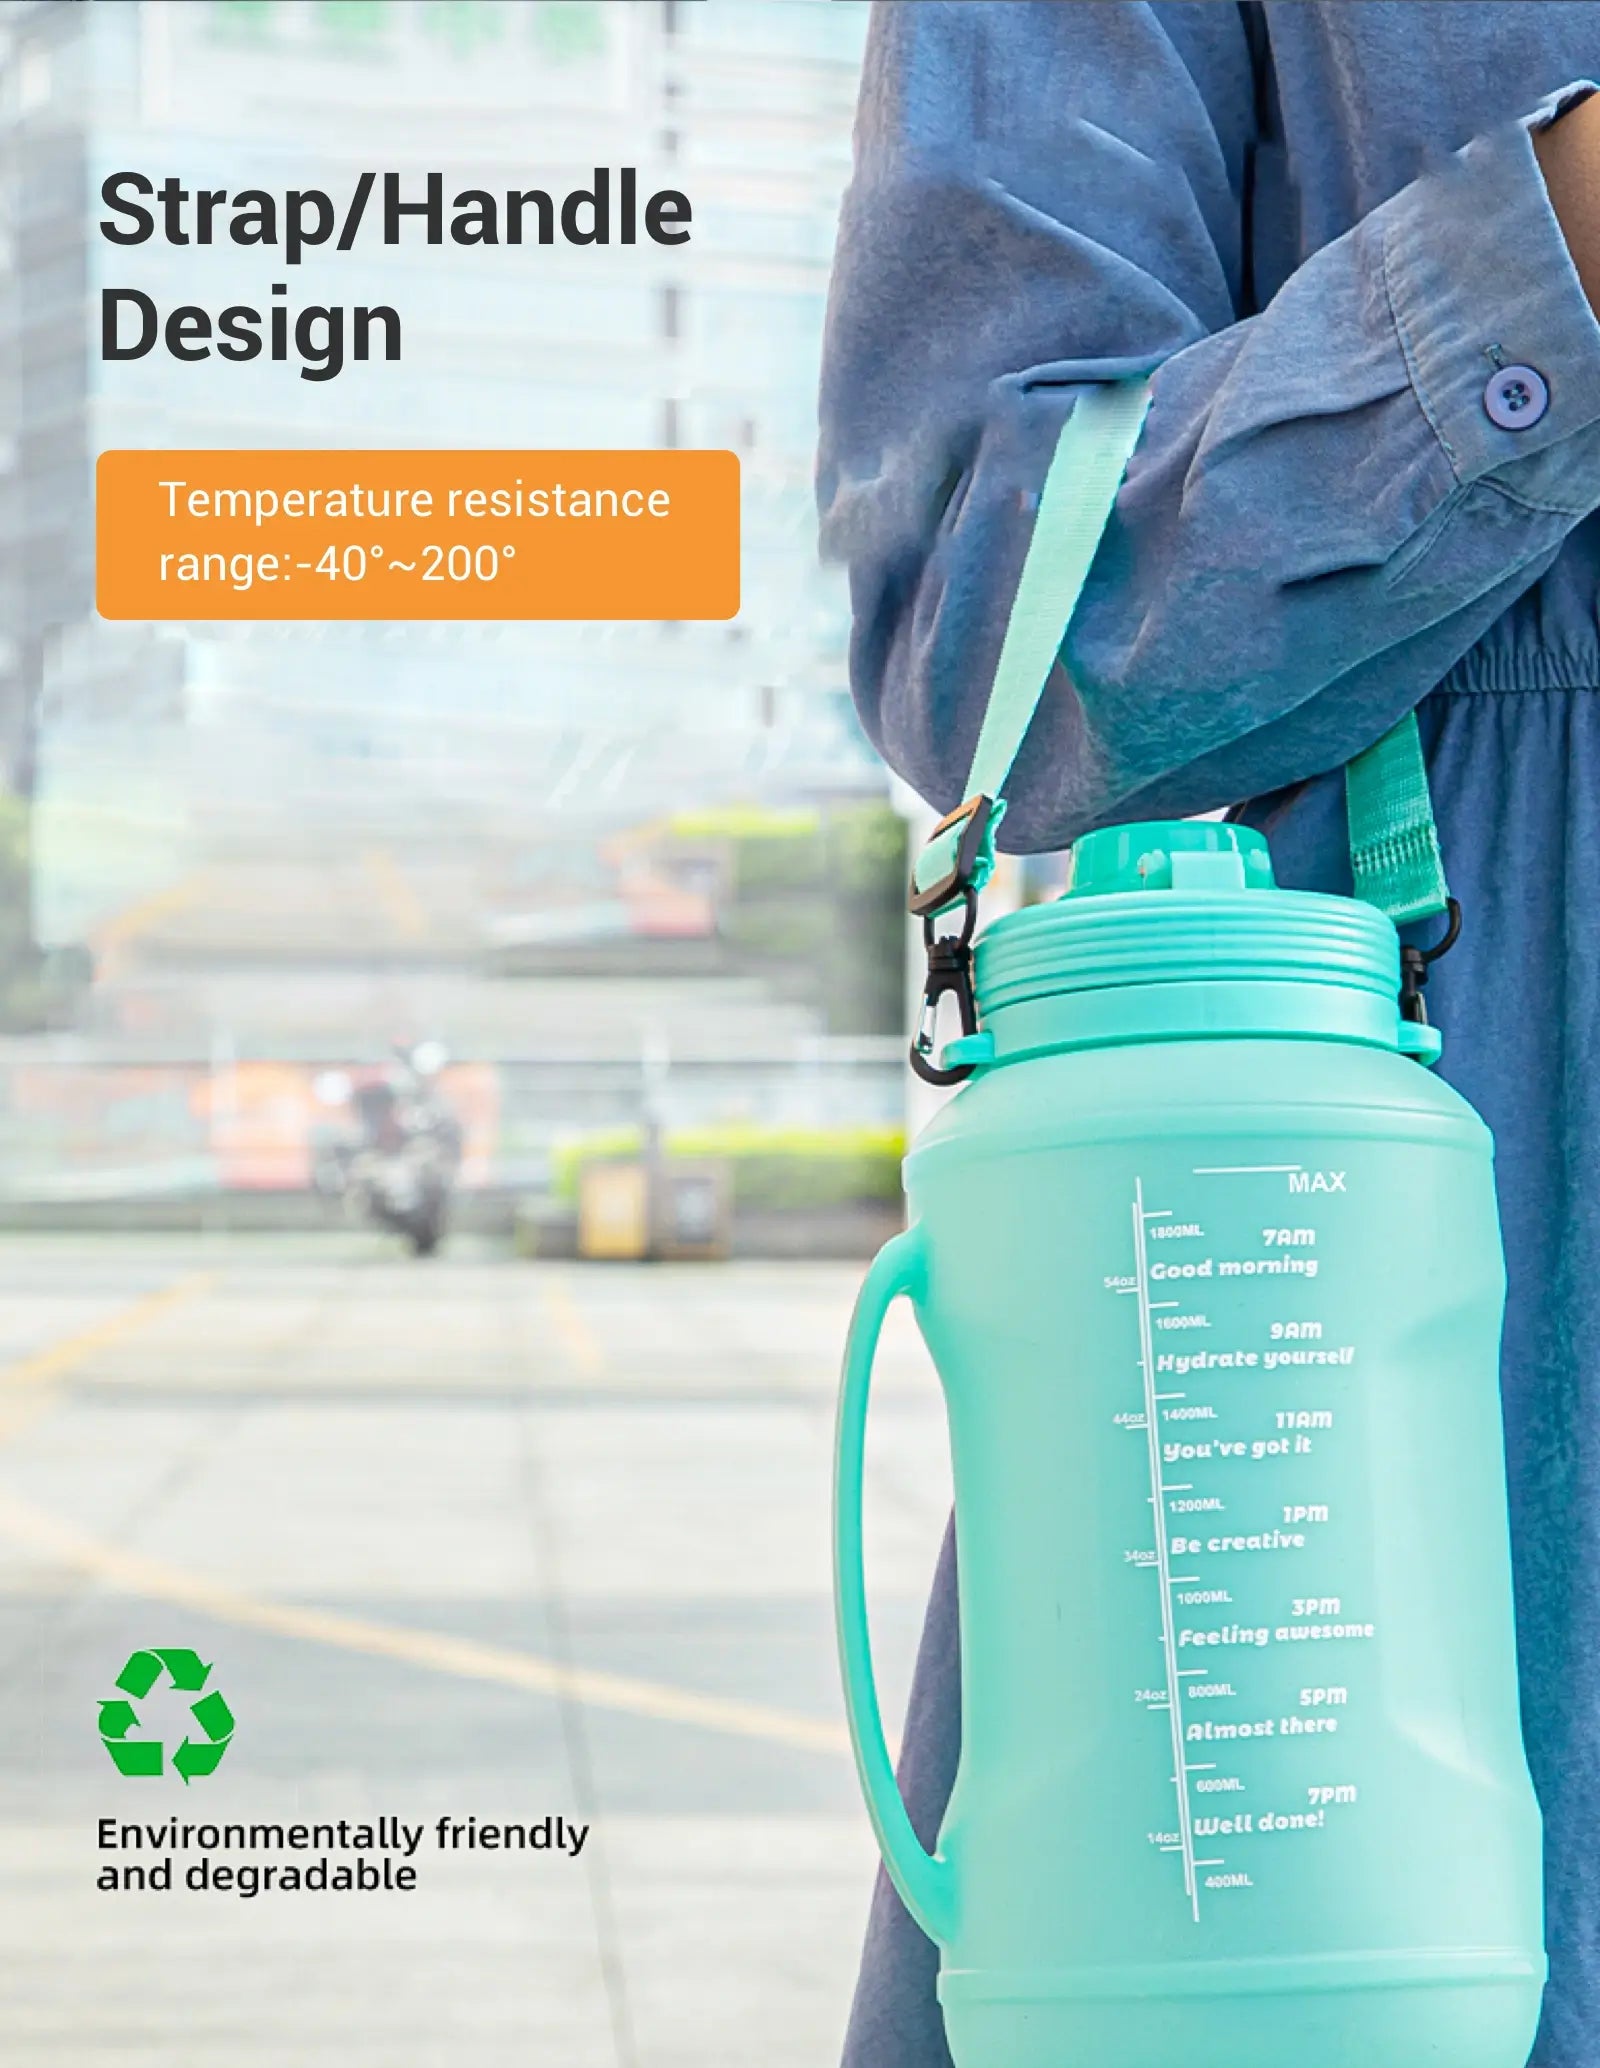 Strap/Handle
Design
Temperature resistance
range:-40°~200°
MAX
1800ML
7AM
54oz
Good morning
1600ML
9AM
Hydrate yourself
44oz
1400ML
11AM
You've got it
1200ML
1PM
34oz
Be creative
1000ML
3PM
Feeling awesome
24oz
800ML
5PM
Almost there
600ML
7PM
14oz
Well done!
400ML
Environmentally friendly
and degradable